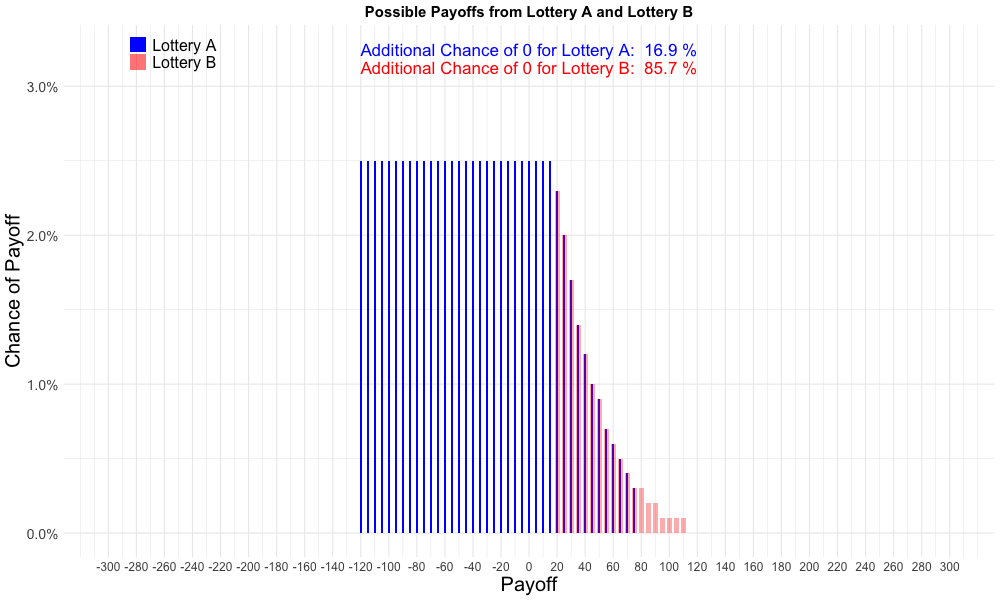 Possible Payoffs from Lottery A and Lottery B
Lottery A
Lottery B
Additional Chance of 0 for Lottery A: 16.9 %
Additional Chance of 0 for Lottery B: 85.7 %
Chance of Payoff
3.0%
2.0%
1.0%
0.0%
-300 -280 -260 -240 -220 -200 -180 -160 -140 -120 -100 -80 -60 -40 -20 0 20 40 60 80 100 120 140 160 180 200 220 240 260 280 300
Payoff